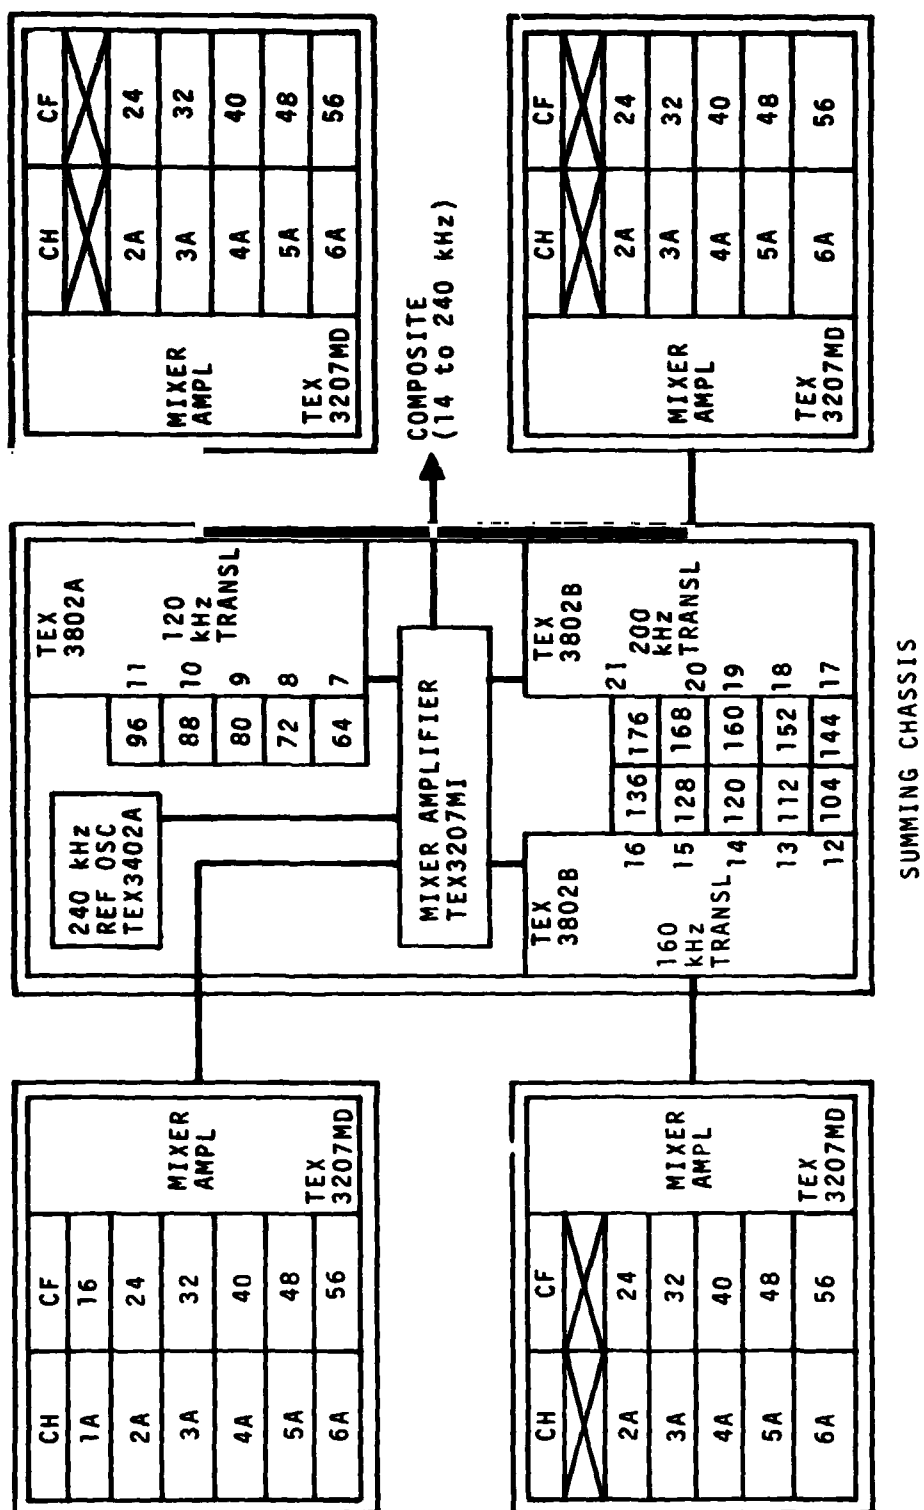 CH CF
1A 16
2A 24
3A 32
4A 40
5A 48
6A 56
MIXER
AMPL
TEX
3207MD
240 kHz
REF OSC
TEX3402A
TEX
3802A
96 11
88 10
80 9
72 8
64 7
120
kHz
TRANSL
MIXER
AMPL
TEX
3207MD
CH CF
2A 24
3A 32
4A 40
5A 48
6A 56
MIXER AMPLIFIER
TEX3207MI
COMPOSITE
(14 to 240 kHz)
CH CF
2A 24
3A 32
4A 40
5A 48
6A 56
MIXER
AMPL
TEX
3207MD
TEX
3802B
160
kHz
TRANSL
16 136 176 21
15 128 168 20
14 120 160 19
13 112 152 18
12 104 144 17
TEX
3802B
200
kHz
TRANSL
MIXER
AMPL
TEX
3207MD
CH CF
2A 24
3A 32
4A 40
5A 48
6A 56
SUMMING CHASSIS